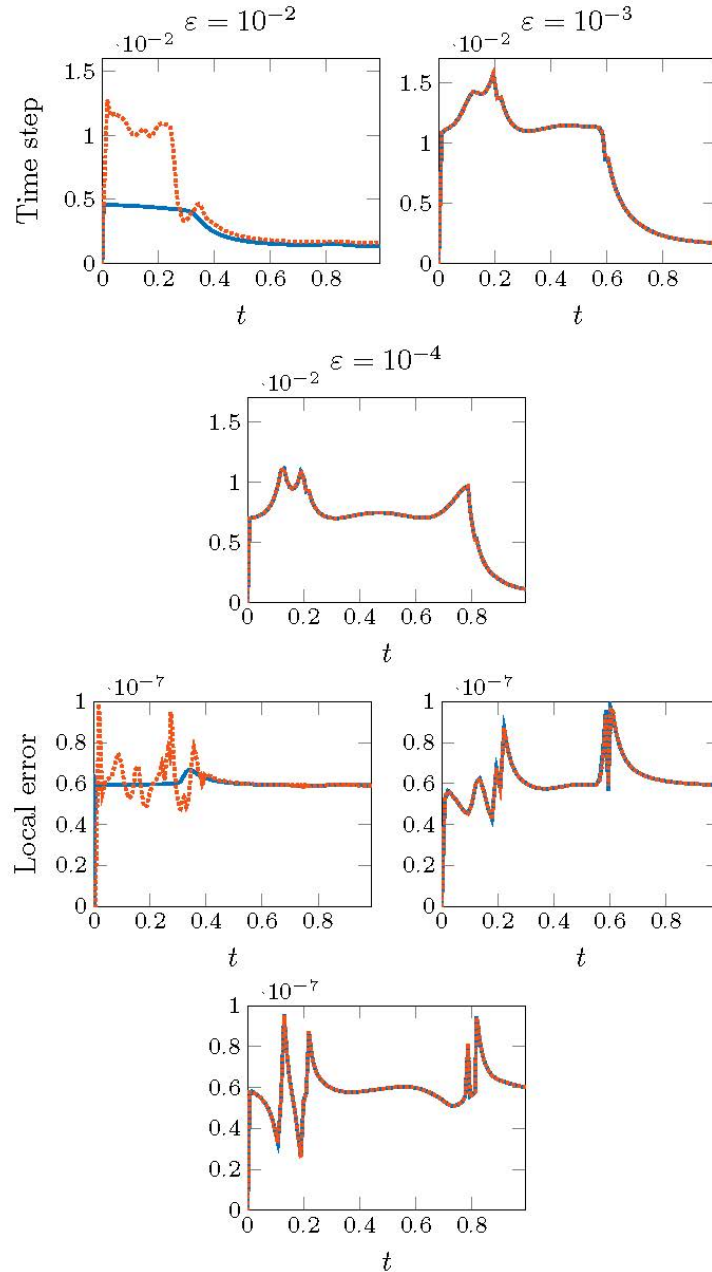 ε = 10⁻² ε = 10⁻³
·10⁻² ·10⁻²
1.5 1.5
1 1
Time step
0.5 0.5
0 0
0 0.2 0.4 0.6 0.8 0 0.2 0.4 0.6 0.8
t t
ε = 10⁻⁴
·10⁻²
1.5
1
0.5
0
0 0.2 0.4 0.6 0.8
t
·10⁻⁷ ·10⁻⁷
1 1
0.8 0.8
0.6 0.6
Local error
0.4 0.4
0.2 0.2
0 0
0 0.2 0.4 0.6 0.8 0 0.2 0.4 0.6 0.8
t t
·10⁻⁷
1
0.8
0.6
0.4
0.2
0
0 0.2 0.4 0.6 0.8
t